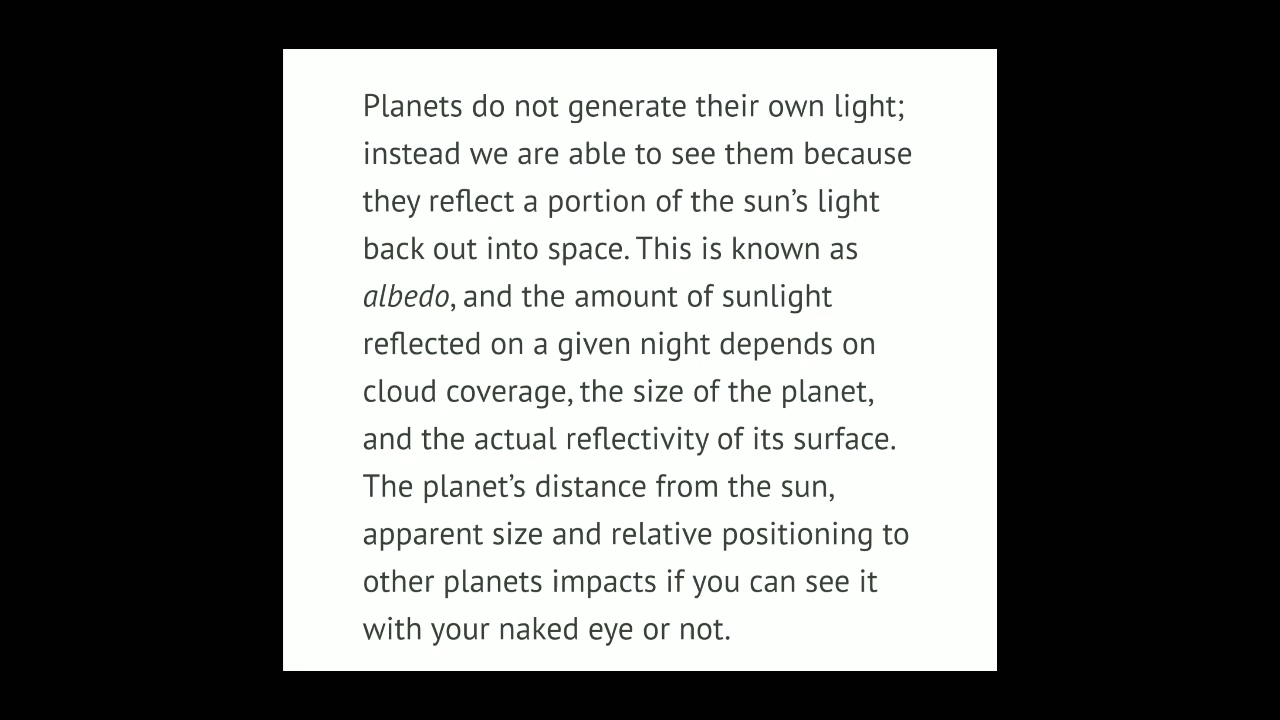 Planets do not generate their own light;
instead we are able to see them because
they reflect a portion of the sun’s light
back out into space. This is known as
albedo, and the amount of sunlight
reflected on a given night depends on
cloud coverage, the size of the planet,
and the actual reflectivity of its surface.
The planet’s distance from the sun,
apparent size and relative positioning to
other planets impacts if you can see it
with your naked eye or not.